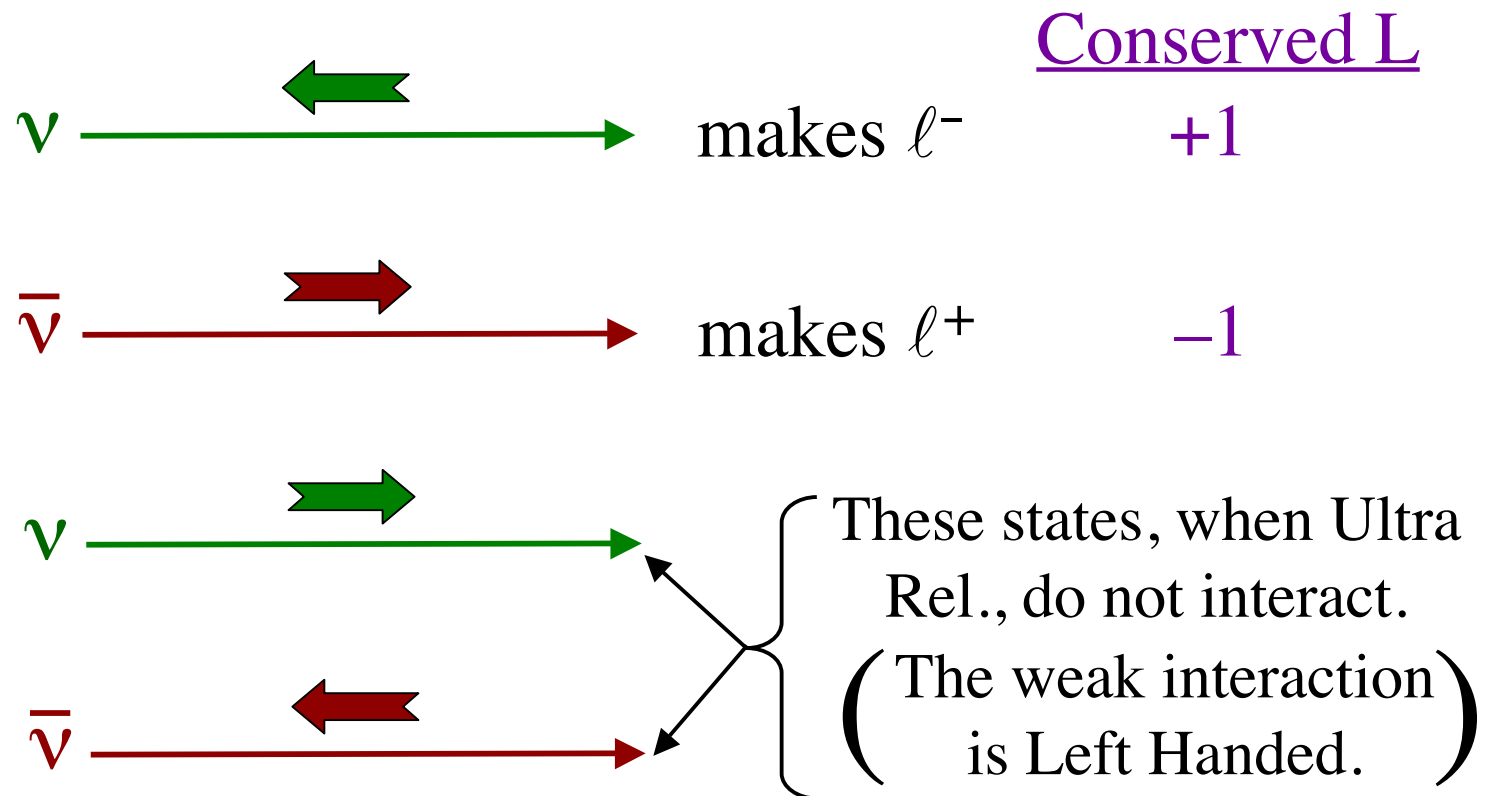 Conserved L
ν makes ℓ⁻ +1
ν̅ makes ℓ⁺ –1
ν
These states, when Ultra
Rel., do not interact.
(The weak interaction
is Left Handed.)
ν̅